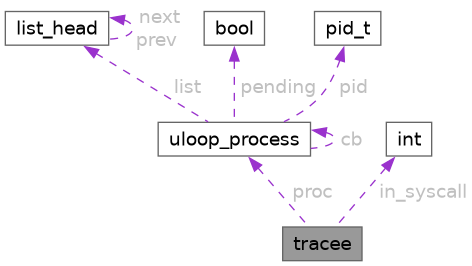 next
list_head
bool
pid_t
prev
list
pending
pid
uloop_process
cb
int
proc
in_syscall
tracee